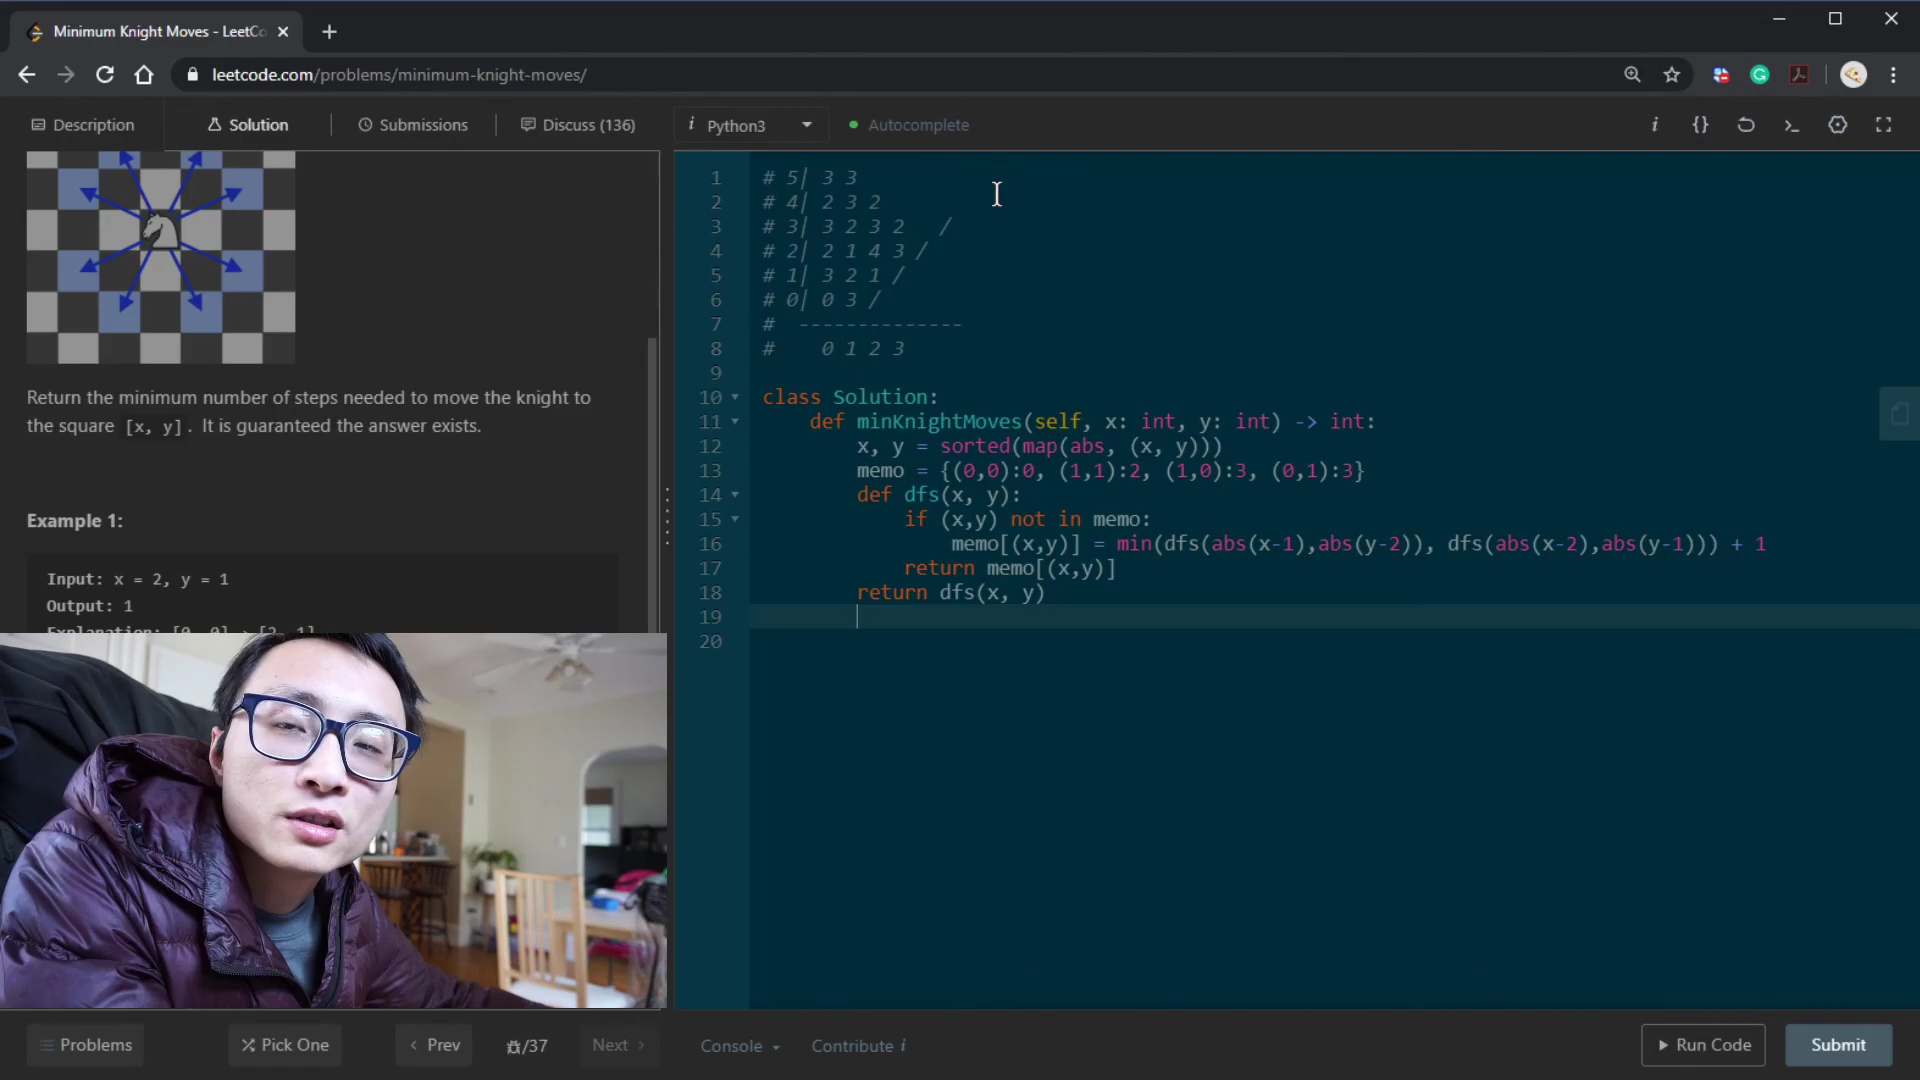 Minimum Knight Moves - LeetCo
leetcode.com/problems/minimum-knight-moves/
Description
Solution
Submissions
Discuss (136)
i Python3
Autocomplete
i {}
Return the minimum number of steps needed to move the knight to
the square [x, y]. It is guaranteed the answer exists.
Example 1:
Input: x = 2, y = 1
Output: 1
Explanation: [0, 0] → [2, 1]
1 # 5| 3 3
2 # 4| 2 3 2
3 # 3| 3 2 3 2 /
4 # 2| 2 1 4 3 /
5 # 1| 3 2 1 /
6 # 0| 0 3 /
7 # --------------
8 # 0 1 2 3
9
10 class Solution:
11 def minKnightMoves(self, x: int, y: int) -> int:
12 x, y = sorted(map(abs, (x, y)))
13 memo = {(0,0):0, (1,1):2, (1,0):3, (0,1):3}
14 def dfs(x, y):
15 if (x,y) not in memo:
16 memo[(x,y)] = min(dfs(abs(x-1),abs(y-2)), dfs(abs(x-2),abs(y-1))) + 1
17 return memo[(x,y)]
18 return dfs(x, y)
19
20
Problems
Pick One
Prev
/37
Next
Console
Contribute i
Run Code
Submit